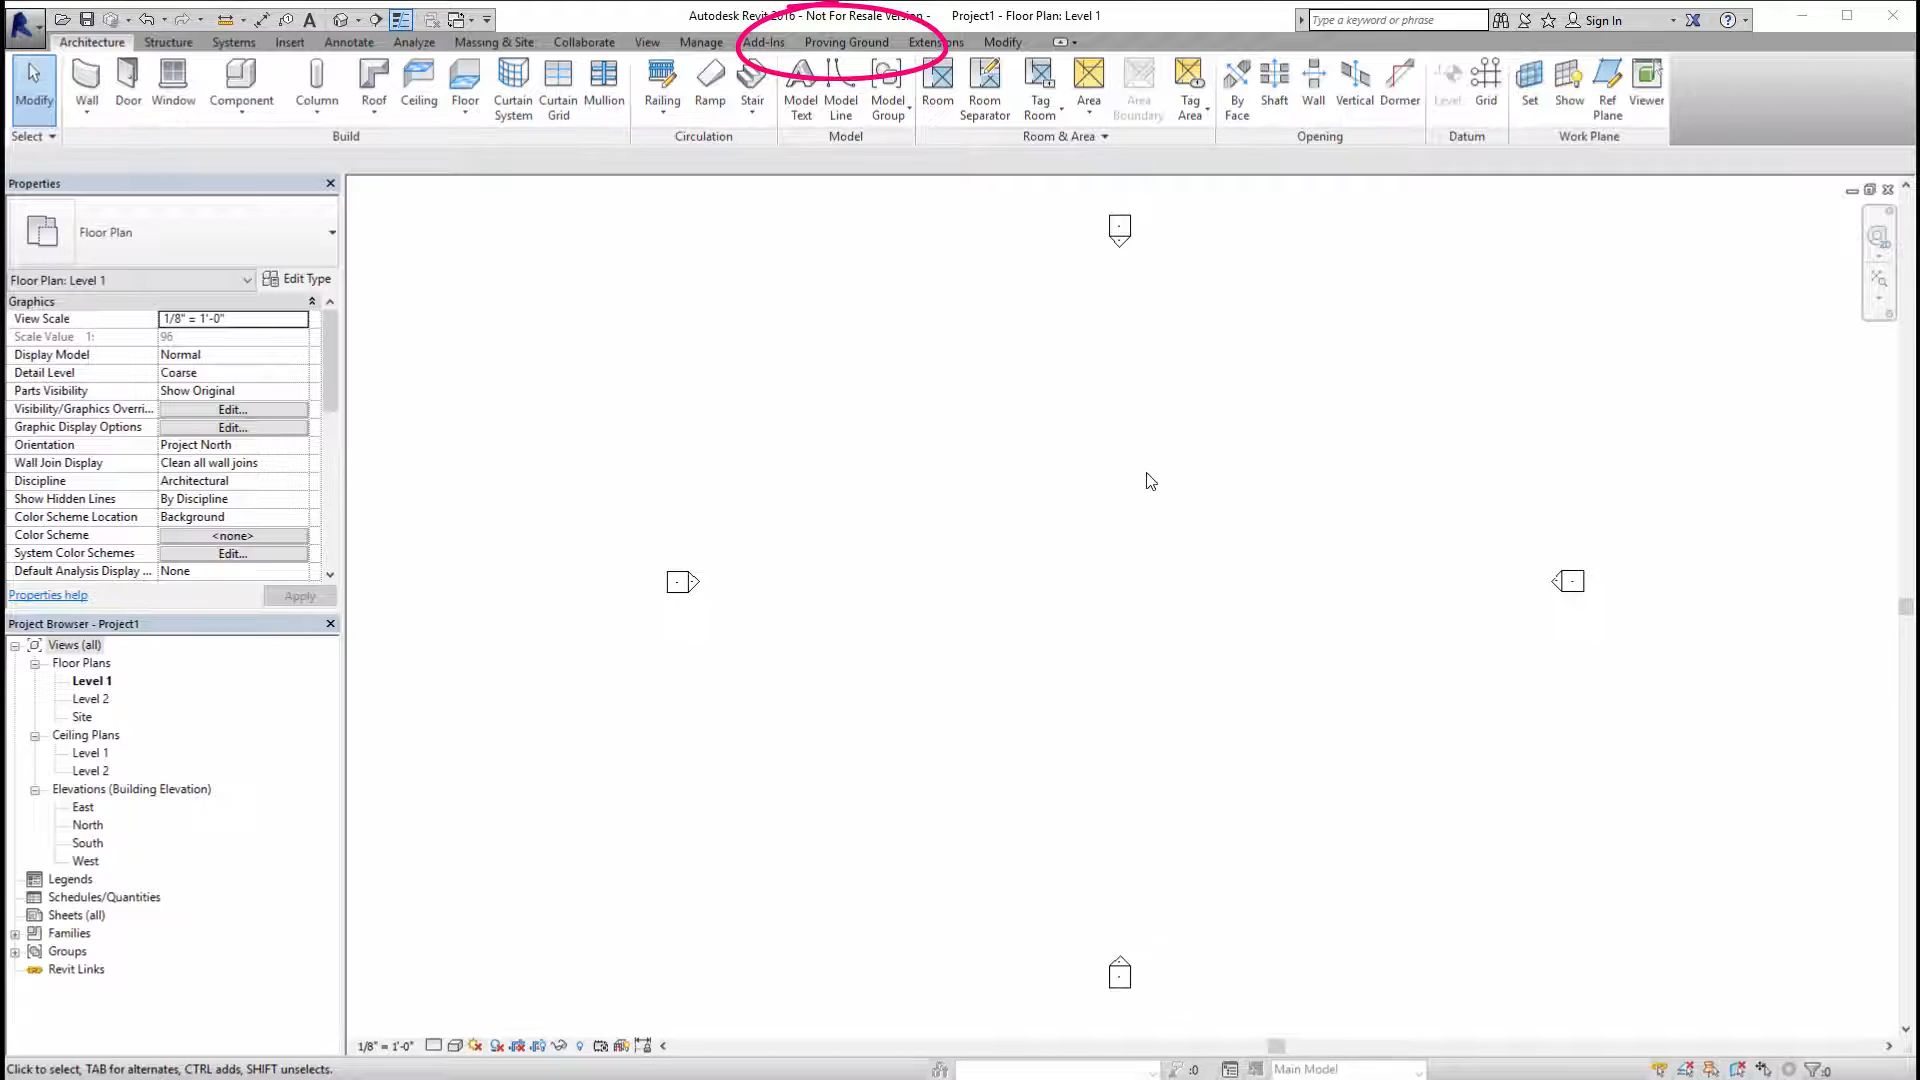 Autodesk Revit 2016 - Not For Resale Version - Project1 - Floor Plan: Level 1
Type a keyword or phrase
Sign In
Architecture Structure Systems Insert Annotate Analyze Massing & Site Collaborate View Manage Add-Ins Proving Ground Extensions Modify
Modify Wall Door Window Component Column Roof Ceiling Floor Curtain System Curtain Grid Mullion Railing Ramp Stair Model Text Model Line Model Group Room Room Separator Tag Room Area Area Boundary Tag Area By Face Shaft Wall Vertical Dormer Level Grid Set Show Ref Plane Viewer
Select Build Circulation Model Room & Area Opening Datum Work Plane
Properties
Floor Plan
Floor Plan: Level 1 Edit Type
Graphics
View Scale 1/8" = 1'-0"
Scale Value 1: 96
Display Model Normal
Detail Level Coarse
Parts Visibility Show Original
Visibility/Graphics Overri... Edit...
Graphic Display Options Edit...
Orientation Project North
Wall Join Display Clean all wall joins
Discipline Architectural
Show Hidden Lines By Discipline
Color Scheme Location Background
Color Scheme <none>
System Color Schemes Edit...
Default Analysis Display ... None
Properties help Apply
Project Browser - Project1
Views (all)
Floor Plans
Level 1
Level 2
Site
Ceiling Plans
Level 1
Level 2
Elevations (Building Elevation)
East
North
South
West
Legends
Schedules/Quantities
Sheets (all)
Families
Groups
Revit Links
1/8" = 1'-0"
Click to select, TAB for alternates, CTRL adds, SHIFT unselects.
:0
Main Model
:0